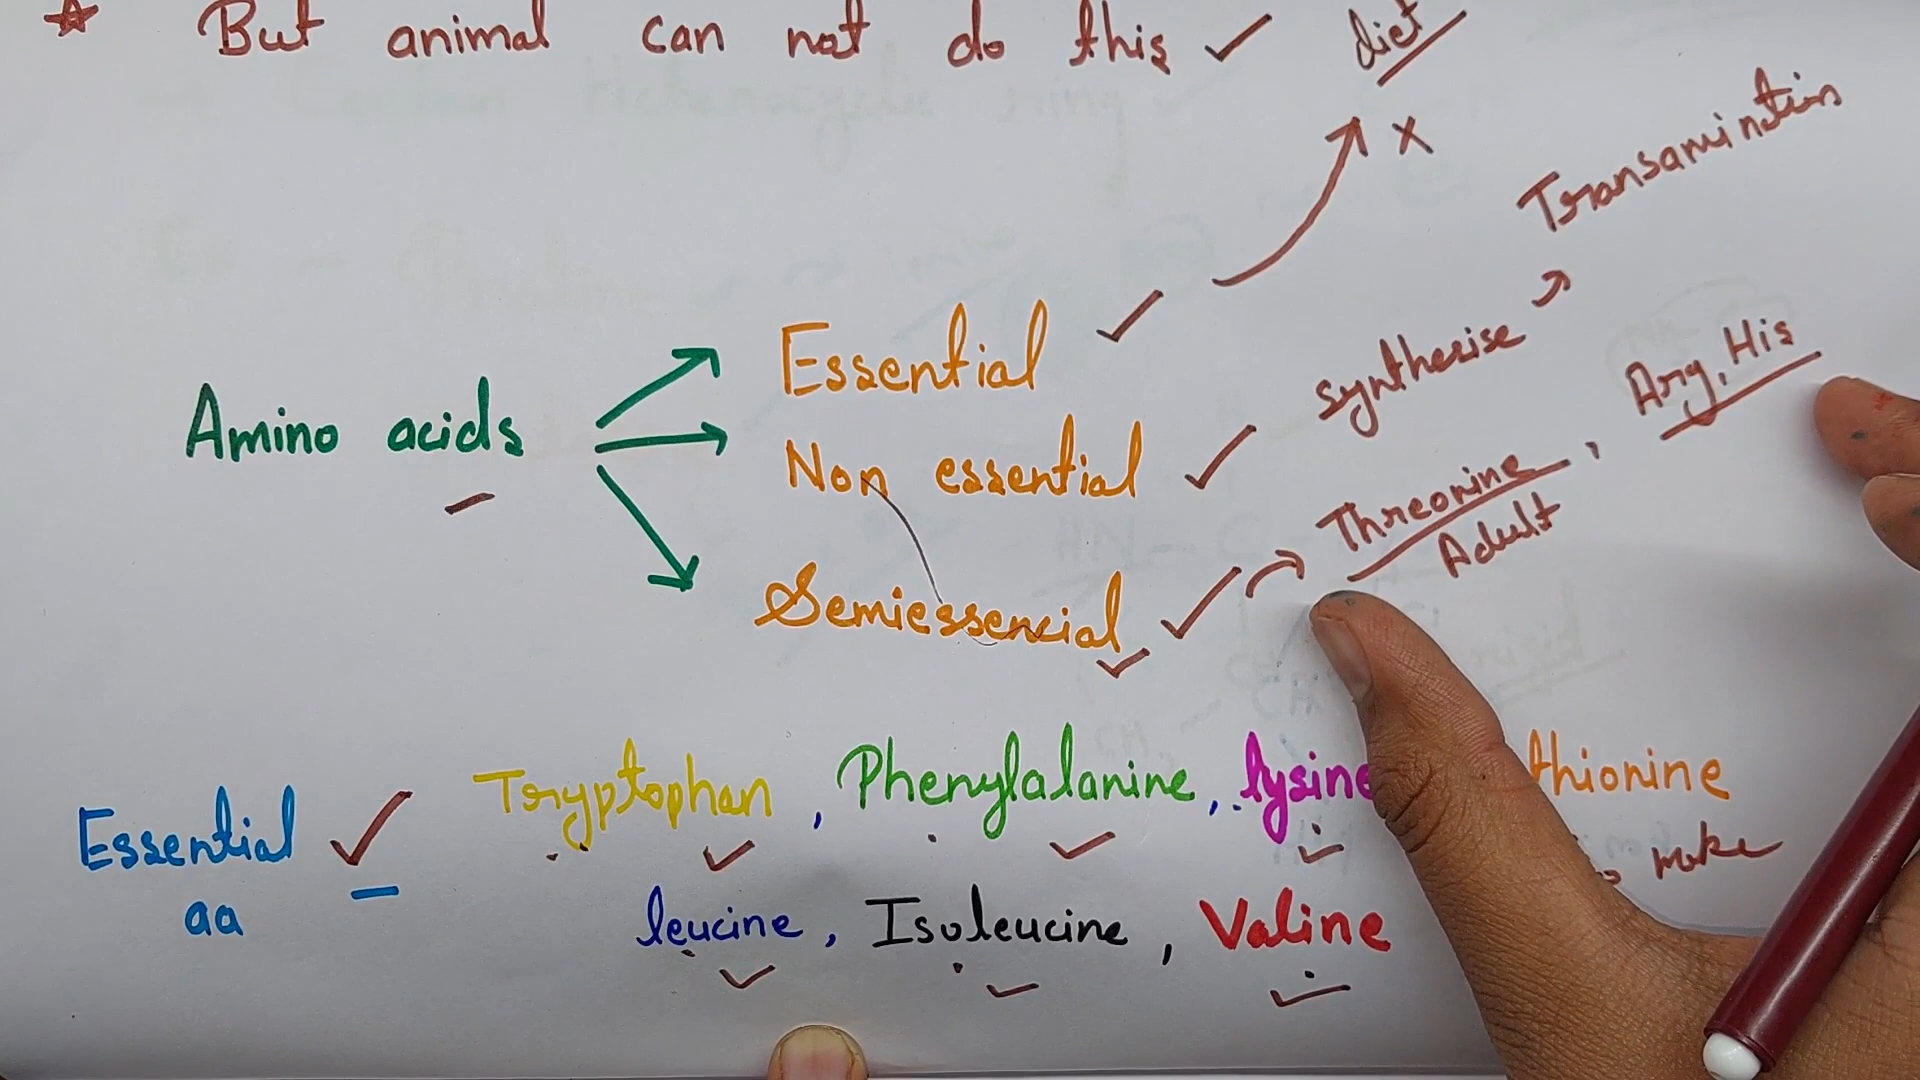 But animal can not do this
diet
x
Transamination
Essential
synthesise
Amino acids
Non essential
Arg, His
Threonine,
Adult
Semiessencial
Tryptophan, Phenylalanine, lysine thionine
Essential
aa
make
leucine, Isoleucine, Valine